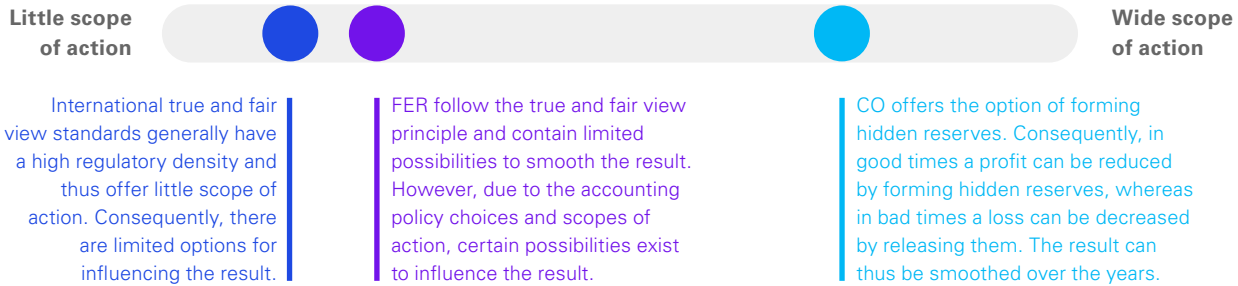 Little scope
of action
Wide scope
of action
International true and fair
view standards generally have
a high regulatory density and
thus offer little scope of
action. Consequently, there
are limited options for
influencing the result.
FER follow the true and fair view
principle and contain limited
possibilities to smooth the result.
However, due to the accounting
policy choices and scopes of
action, certain possibilities exist
to influence the result.
CO offers the option of forming
hidden reserves. Consequently, in
good times a profit can be reduced
by forming hidden reserves, whereas
in bad times a loss can be decreased
by releasing them. The result can
thus be smoothed over the years.